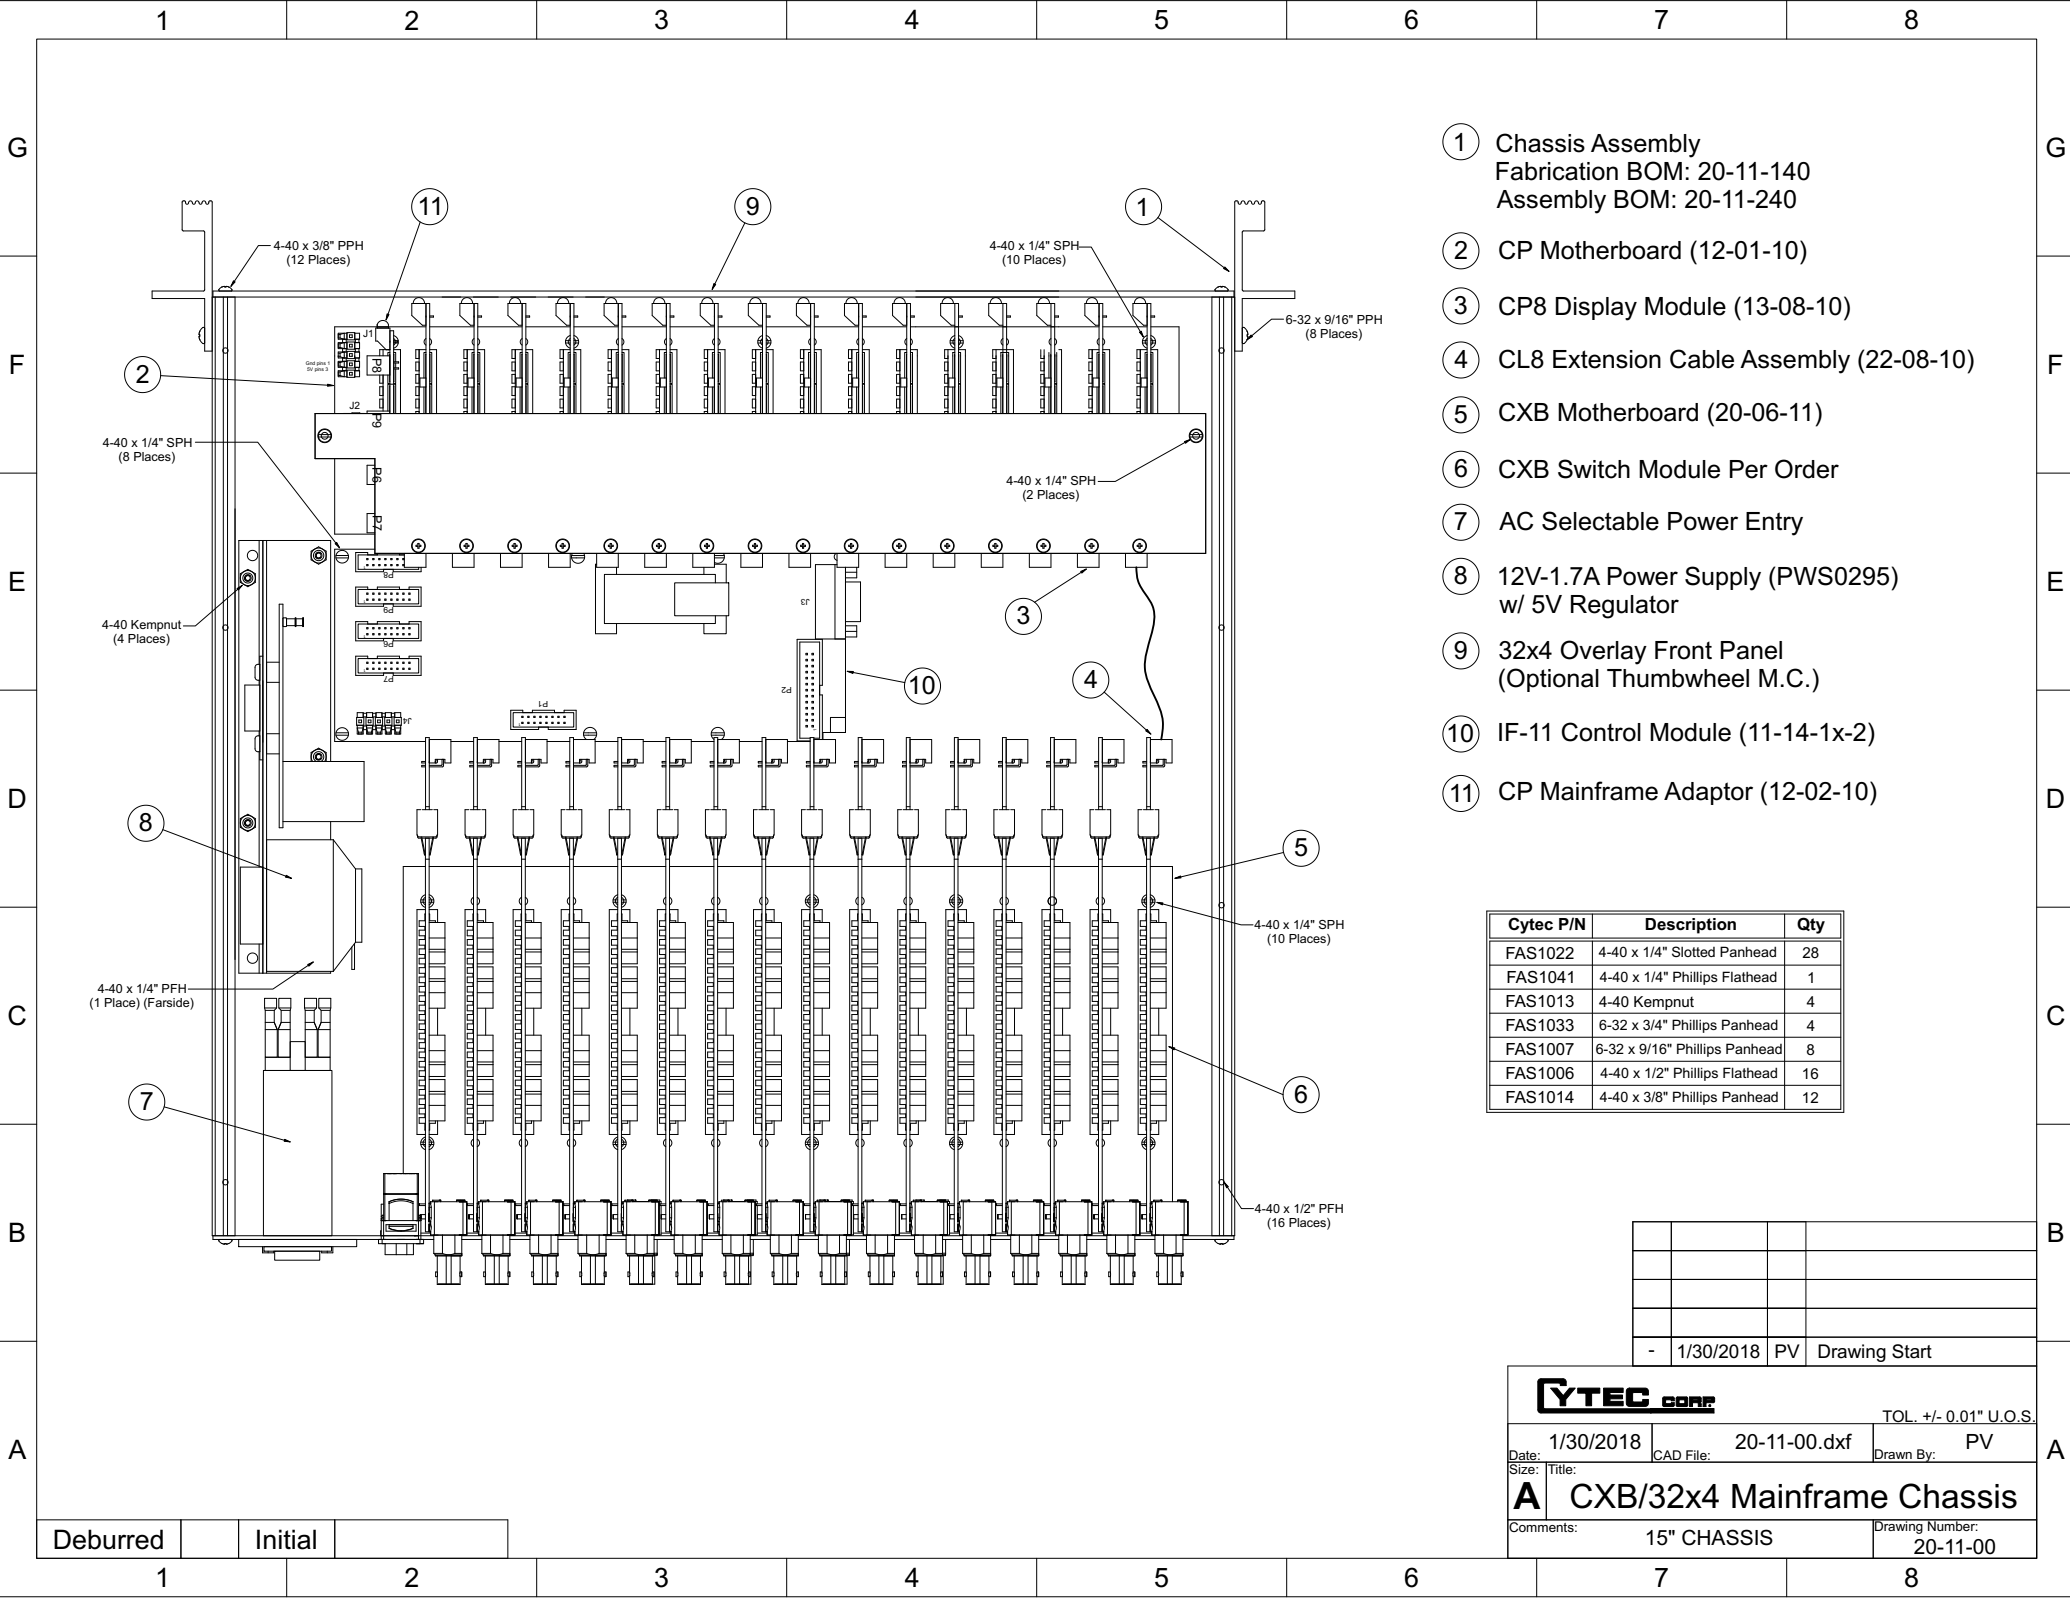 1 2 3 4 5 6 7 8
G G
F F
E E
D D
C C
B B
A A
11
9
1
4-40 x 3/8" PPH
(12 Places)
4-40 x 1/4" SPH
(10 Places)
6-32 x 9/16" PPH
(8 Places)
2
J1
Gnd pins 1
5V pins 3
P8
J2
P9
4-40 x 1/4" SPH
(8 Places)
P6
4-40 x 1/4" SPH
(2 Places)
P7
4-40 Kempnut
(4 Places)
P8
P9
P6
P7
J3
3
P2
10
4
P1
J4
8
5
4-40 x 1/4" SPH
(10 Places)
4-40 x 1/4" PFH
(1 Place) (Farside)
7
6
4-40 x 1/2" PFH
(16 Places)
1 Chassis Assembly
Fabrication BOM: 20-11-140
Assembly BOM: 20-11-240
2 CP Motherboard (12-01-10)
3 CP8 Display Module (13-08-10)
4 CL8 Extension Cable Assembly (22-08-10)
5 CXB Motherboard (20-06-11)
6 CXB Switch Module Per Order
7 AC Selectable Power Entry
8 12V-1.7A Power Supply (PWS0295)
w/ 5V Regulator
9 32x4 Overlay Front Panel
(Optional Thumbwheel M.C.)
10 IF-11 Control Module (11-14-1x-2)
11 CP Mainframe Adaptor (12-02-10)
Cytec P/N Description Qty
FAS1022 4-40 x 1/4" Slotted Panhead 28
FAS1041 4-40 x 1/4" Phillips Flathead 1
FAS1013 4-40 Kempnut 4
FAS1033 6-32 x 3/4" Phillips Panhead 4
FAS1007 6-32 x 9/16" Phillips Panhead 8
FAS1006 4-40 x 1/2" Phillips Flathead 16
FAS1014 4-40 x 3/8" Phillips Panhead 12
- 1/30/2018 PV Drawing Start
CYTEC CORP.
TOL. +/- 0.01" U.O.S.
Date: 1/30/2018 CAD File: 20-11-00.dxf Drawn By: PV
Size: A Title: CXB/32x4 Mainframe Chassis
Comments: 15" CHASSIS Drawing Number: 20-11-00
Deburred Initial
1 2 3 4 5 6 7 8